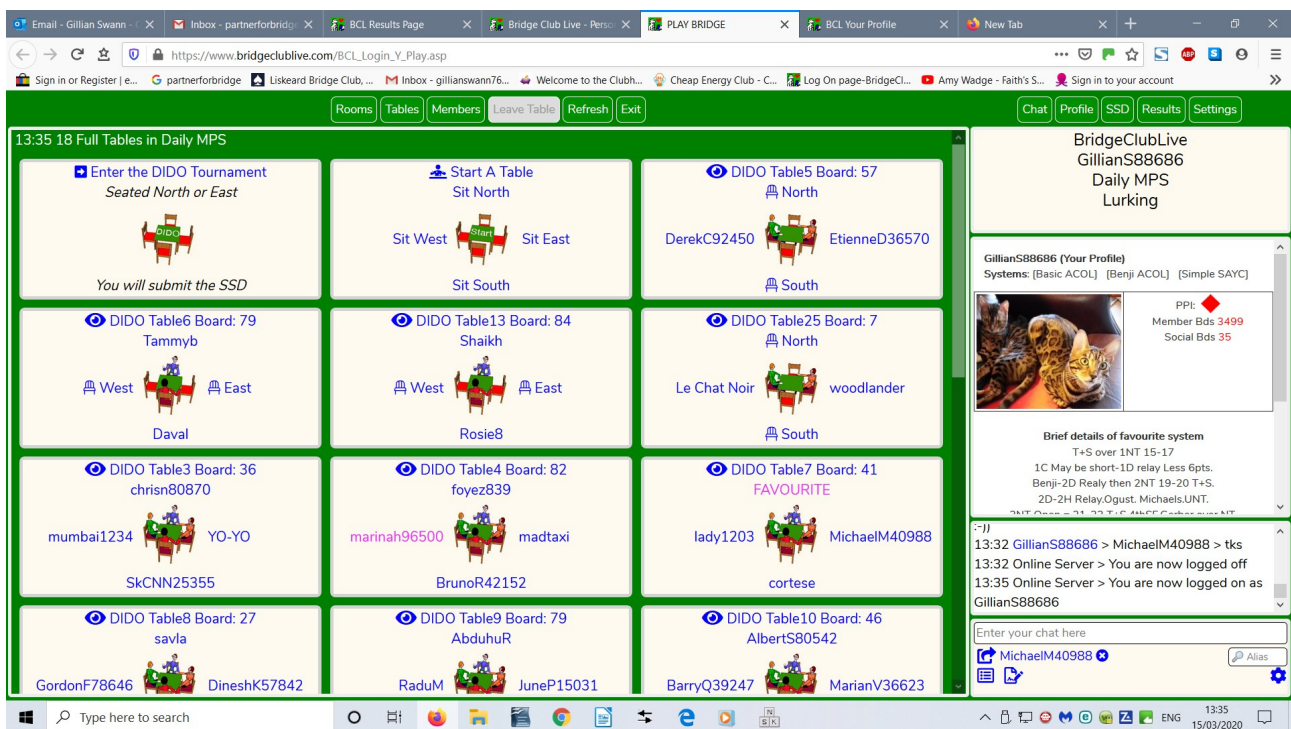 Email - Gillian Swann - O
Inbox - partnerforbridge
BCL Results Page
Bridge Club Live - Perso
PLAY BRIDGE
BCL Your Profile
New Tab
https://www.bridgeclublive.com/BCL_Login_Y_Play.asp
Sign in or Register | e...
partnerforbridge
Liskeard Bridge Club, ...
Inbox - gillianswann76...
Welcome to the Clubh...
Cheap Energy Club - C...
Log On page-BridgeCl...
Amy Wadge - Faith's S...
Sign in to your account
Rooms Tables Members Leave Table Refresh Exit
Chat Profile SSD Results Settings
13:35 18 Full Tables in Daily MPS
Enter the DIDO Tournament
Seated North or East
DIDO
You will submit the SSD
Start A Table
Sit North
Sit West Start Sit East
Sit South
DIDO Table5 Board: 57
North
DerekC92450 EtienneD36570
South
DIDO Table6 Board: 79
Tammyb
West East
Daval
DIDO Table13 Board: 84
Shaikh
West East
Rosie8
DIDO Table25 Board: 7
North
Le Chat Noir woodlander
South
DIDO Table3 Board: 36
chrisn80870
mumbai1234 YO-YO
SkCNN25355
DIDO Table4 Board: 82
foyez839
marinah96500 madtaxi
BrunoR42152
DIDO Table7 Board: 41
FAVOURITE
lady1203 MichaelM40988
cortese
DIDO Table8 Board: 27
savla
GordonF78646 DineshK57842
DIDO Table9 Board: 79
AbduhuR
RaduM JuneP15031
DIDO Table10 Board: 46
AlbertS80542
BarryQ39247 MarianV36623
BridgeClubLive
GillianS88686
Daily MPS
Lurking
GillianS88686 (Your Profile)
Systems: [Basic ACOL] [Benji ACOL] [Simple SAYC]
PPI:
Member Bds 3499
Social Bds 35
Brief details of favourite system
T+S over 1NT 15-17
1C May be short-1D relay Less 6pts.
Benji-2D Realy then 2NT 19-20 T+S.
2D-2H Relay.Ogust. Michaels.UNT.
:-))
13:32 GillianS88686 > MichaelM40988 > tks
13:32 Online Server > You are now logged off
13:35 Online Server > You are now logged on as
GillianS88686
Enter your chat here
MichaelM40988
Alias
Type here to search
N
S K
ENG
13:35
15/03/2020